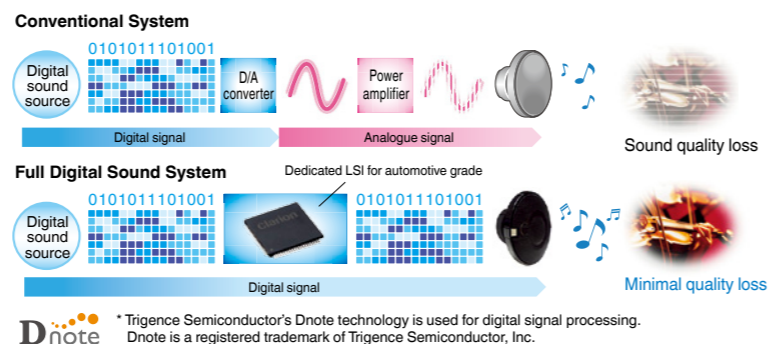 Conventional System
0101011101001
Digital
sound
source
D/A
converter
Power
amplifier
Digital signal
Analogue signal
Sound quality loss
Full Digital Sound System
Dedicated LSI for automotive grade
0101011101001
0101011101001
Digital
sound
source
clarion
Digital signal
Minimal quality loss
Dnote
* Trigence Semiconductor's Dnote technology is used for digital signal processing.
Dnote is a registered trademark of Trigence Semiconductor, Inc.